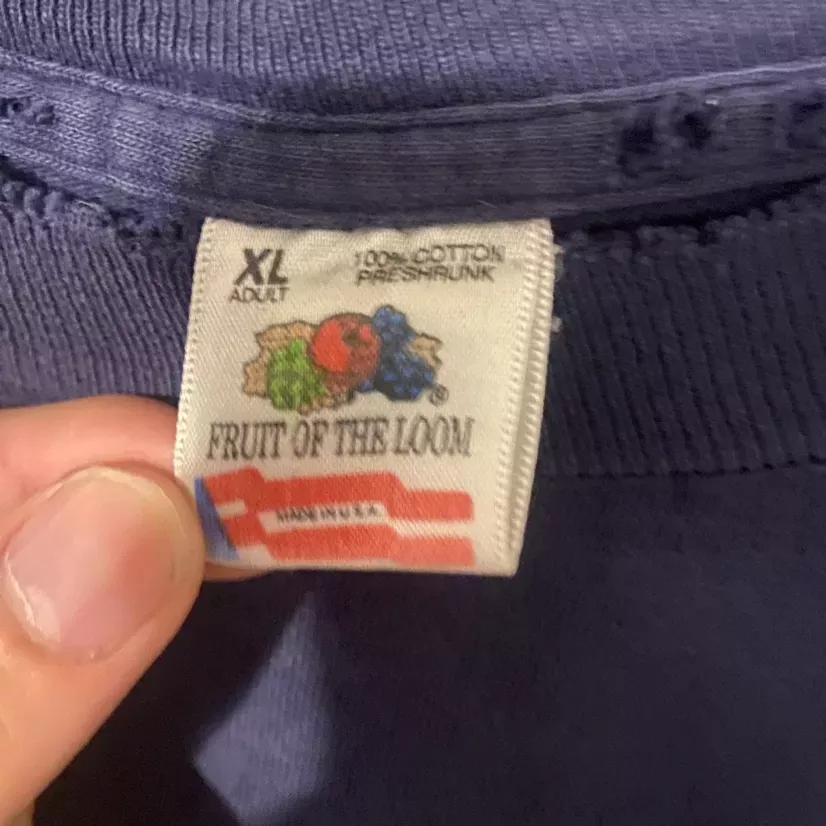 XL
ADULT
100% COTTON
PRESHRUNK
®
FRUIT OF THE LOOM
MADE IN U.S.A.